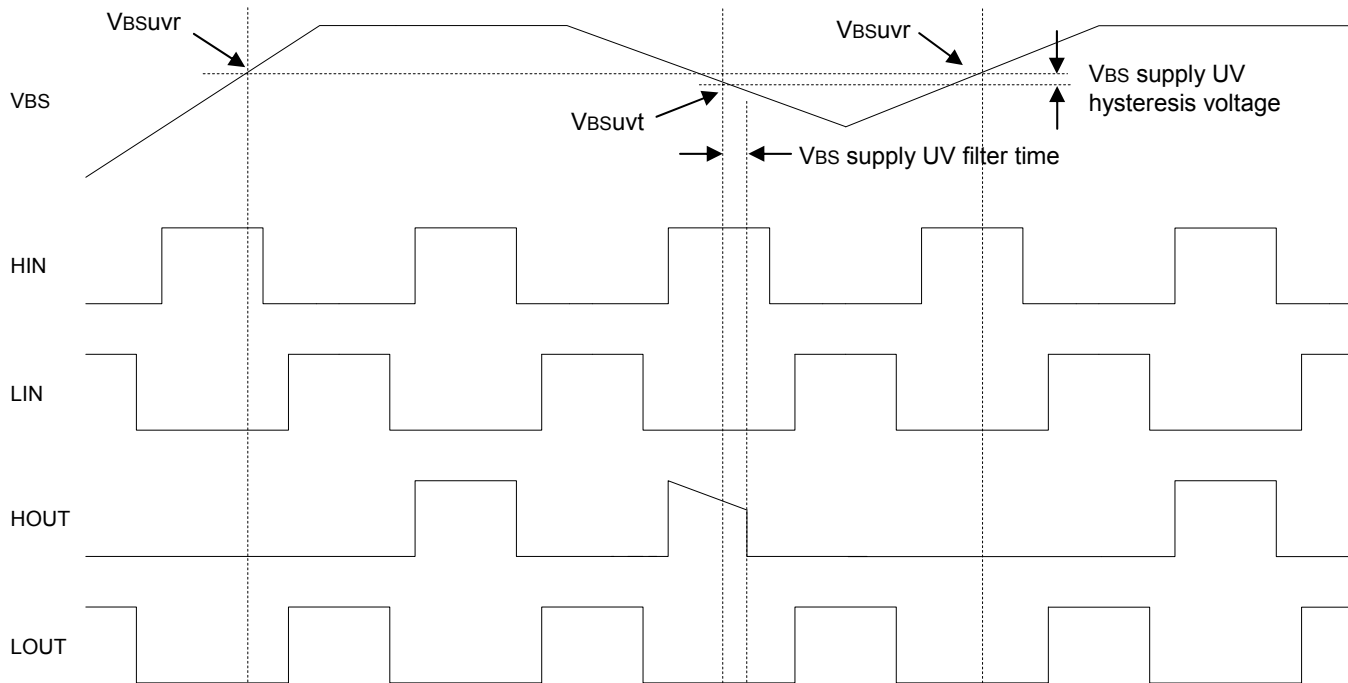 VBSuvr
VBSuvr
VBS
VBS supply UV
hysteresis voltage
VBSuvt
VBS supply UV filter time
HIN
LIN
HOUT
LOUT